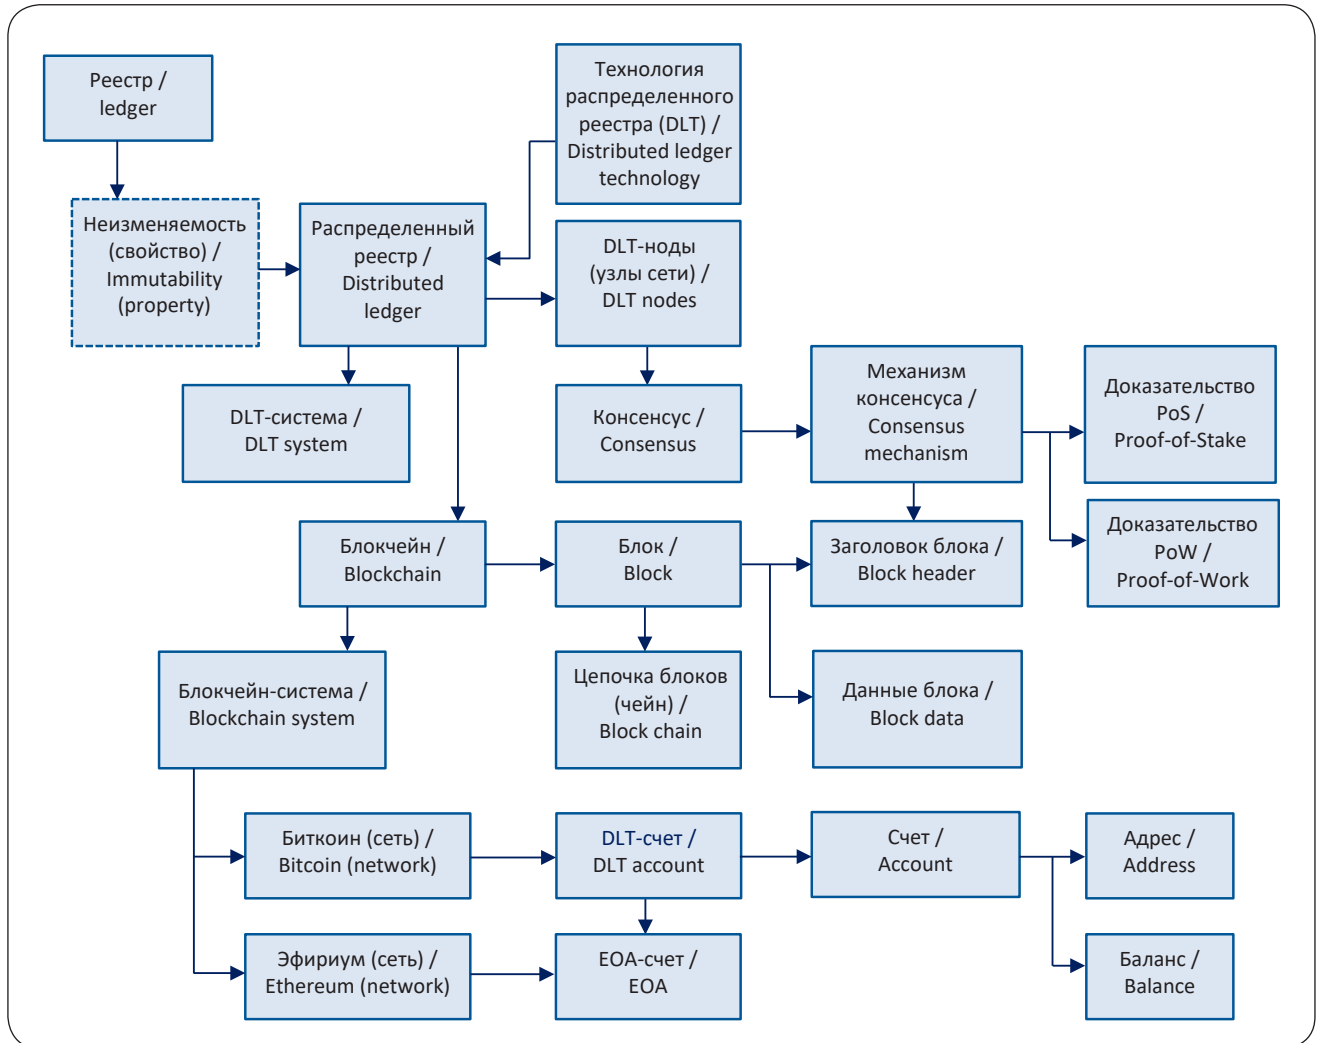 Реестр /
ledger
Технология
распределенного
реестра (DLT) /
Distributed ledger
technology
Неизменяемость
(свойство) /
Immutability
(property)
Распределенный
реестр /
Distributed
ledger
DLT-ноды
(узлы сети) /
DLT nodes
DLT-система /
DLT system
Консенсус /
Consensus
Механизм
консенсуса /
Consensus
mechanism
Доказательство
PoS /
Proof-of-Stake
Блокчейн /
Blockchain
Блок /
Block
Заголовок блока /
Block header
Доказательство
PoW /
Proof-of-Work
Блокчейн-система /
Blockchain system
Цепочка блоков
(чейн) /
Block chain
Данные блока /
Block data
Биткоин (сеть) /
Bitcoin (network)
DLT-счет /
DLT account
Счет /
Account
Адрес /
Address
Эфириум (сеть) /
Ethereum (network)
EOA-счет /
EOA
Баланс /
Balance